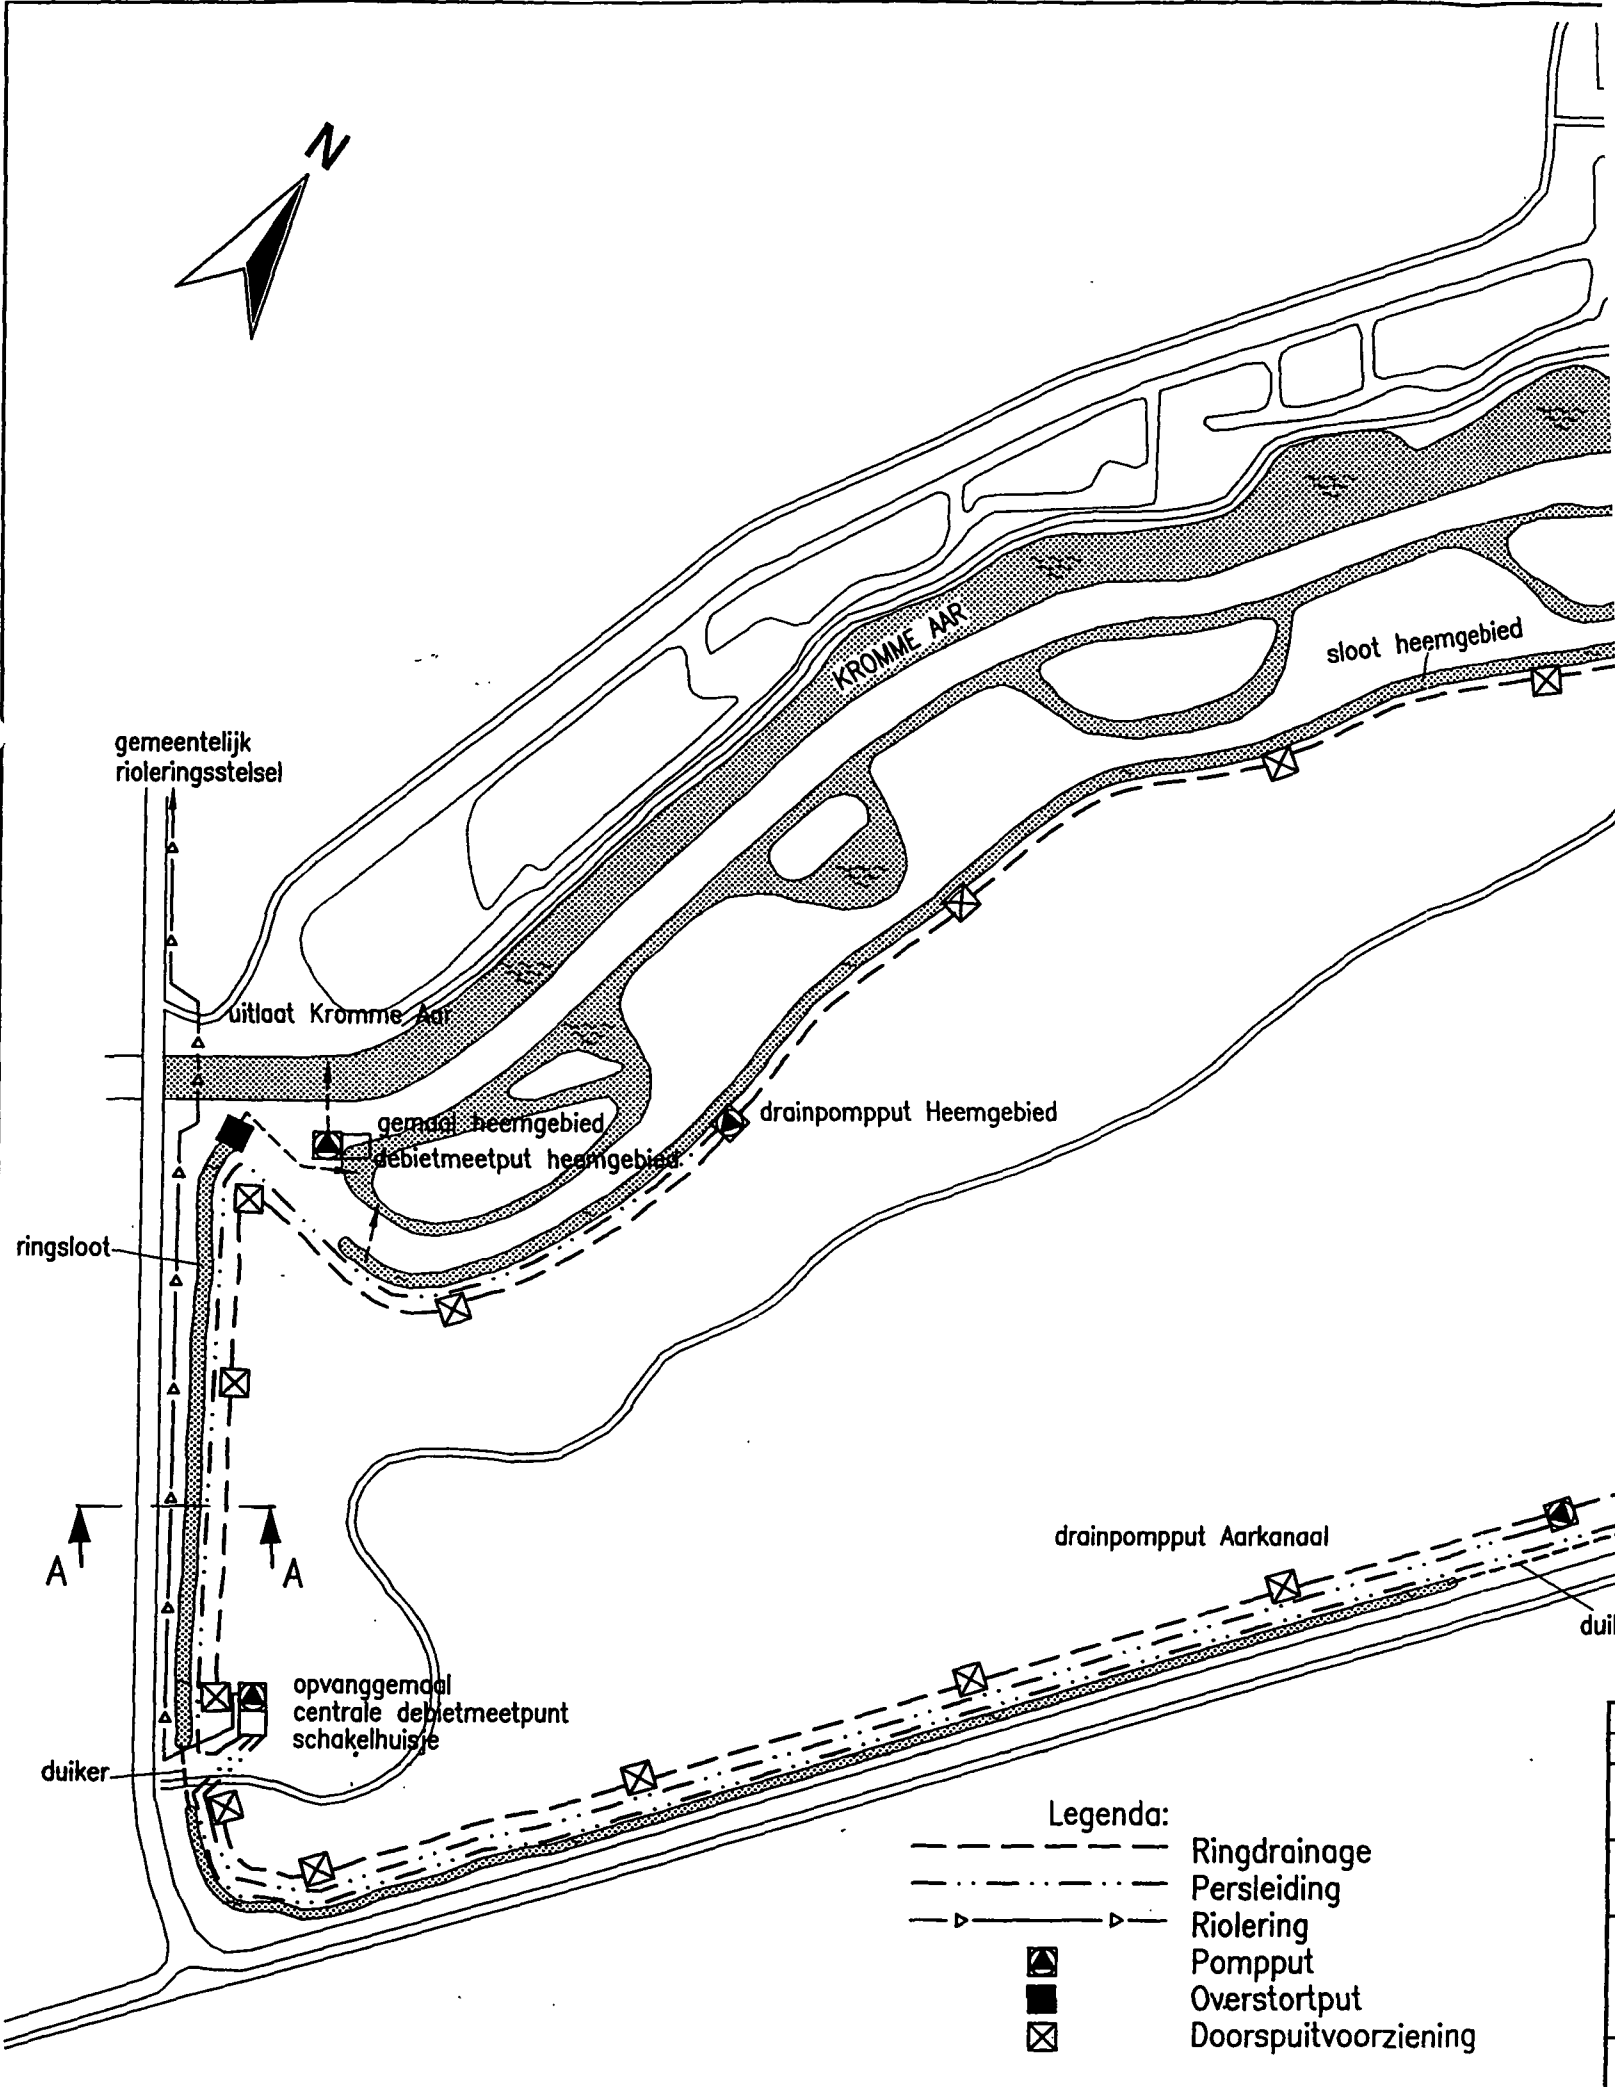 N
KROMME AAR
sloot heemgebied
gemeentelijk
rioleringsstelsel
uitlaat Kromme Aar
gemaal heemgebied
debietmeetput heemgebied
drainpompput Heemgebied
ringsloot
A
A
drainpompput Aarkanaal
opvanggemaal
centrale debietmeetpunt
schakelhuisje
duiker
Legenda:
Ringdrainage
Persleiding
Riolering
Pompput
Overstortput
Doorspuitvoorziening